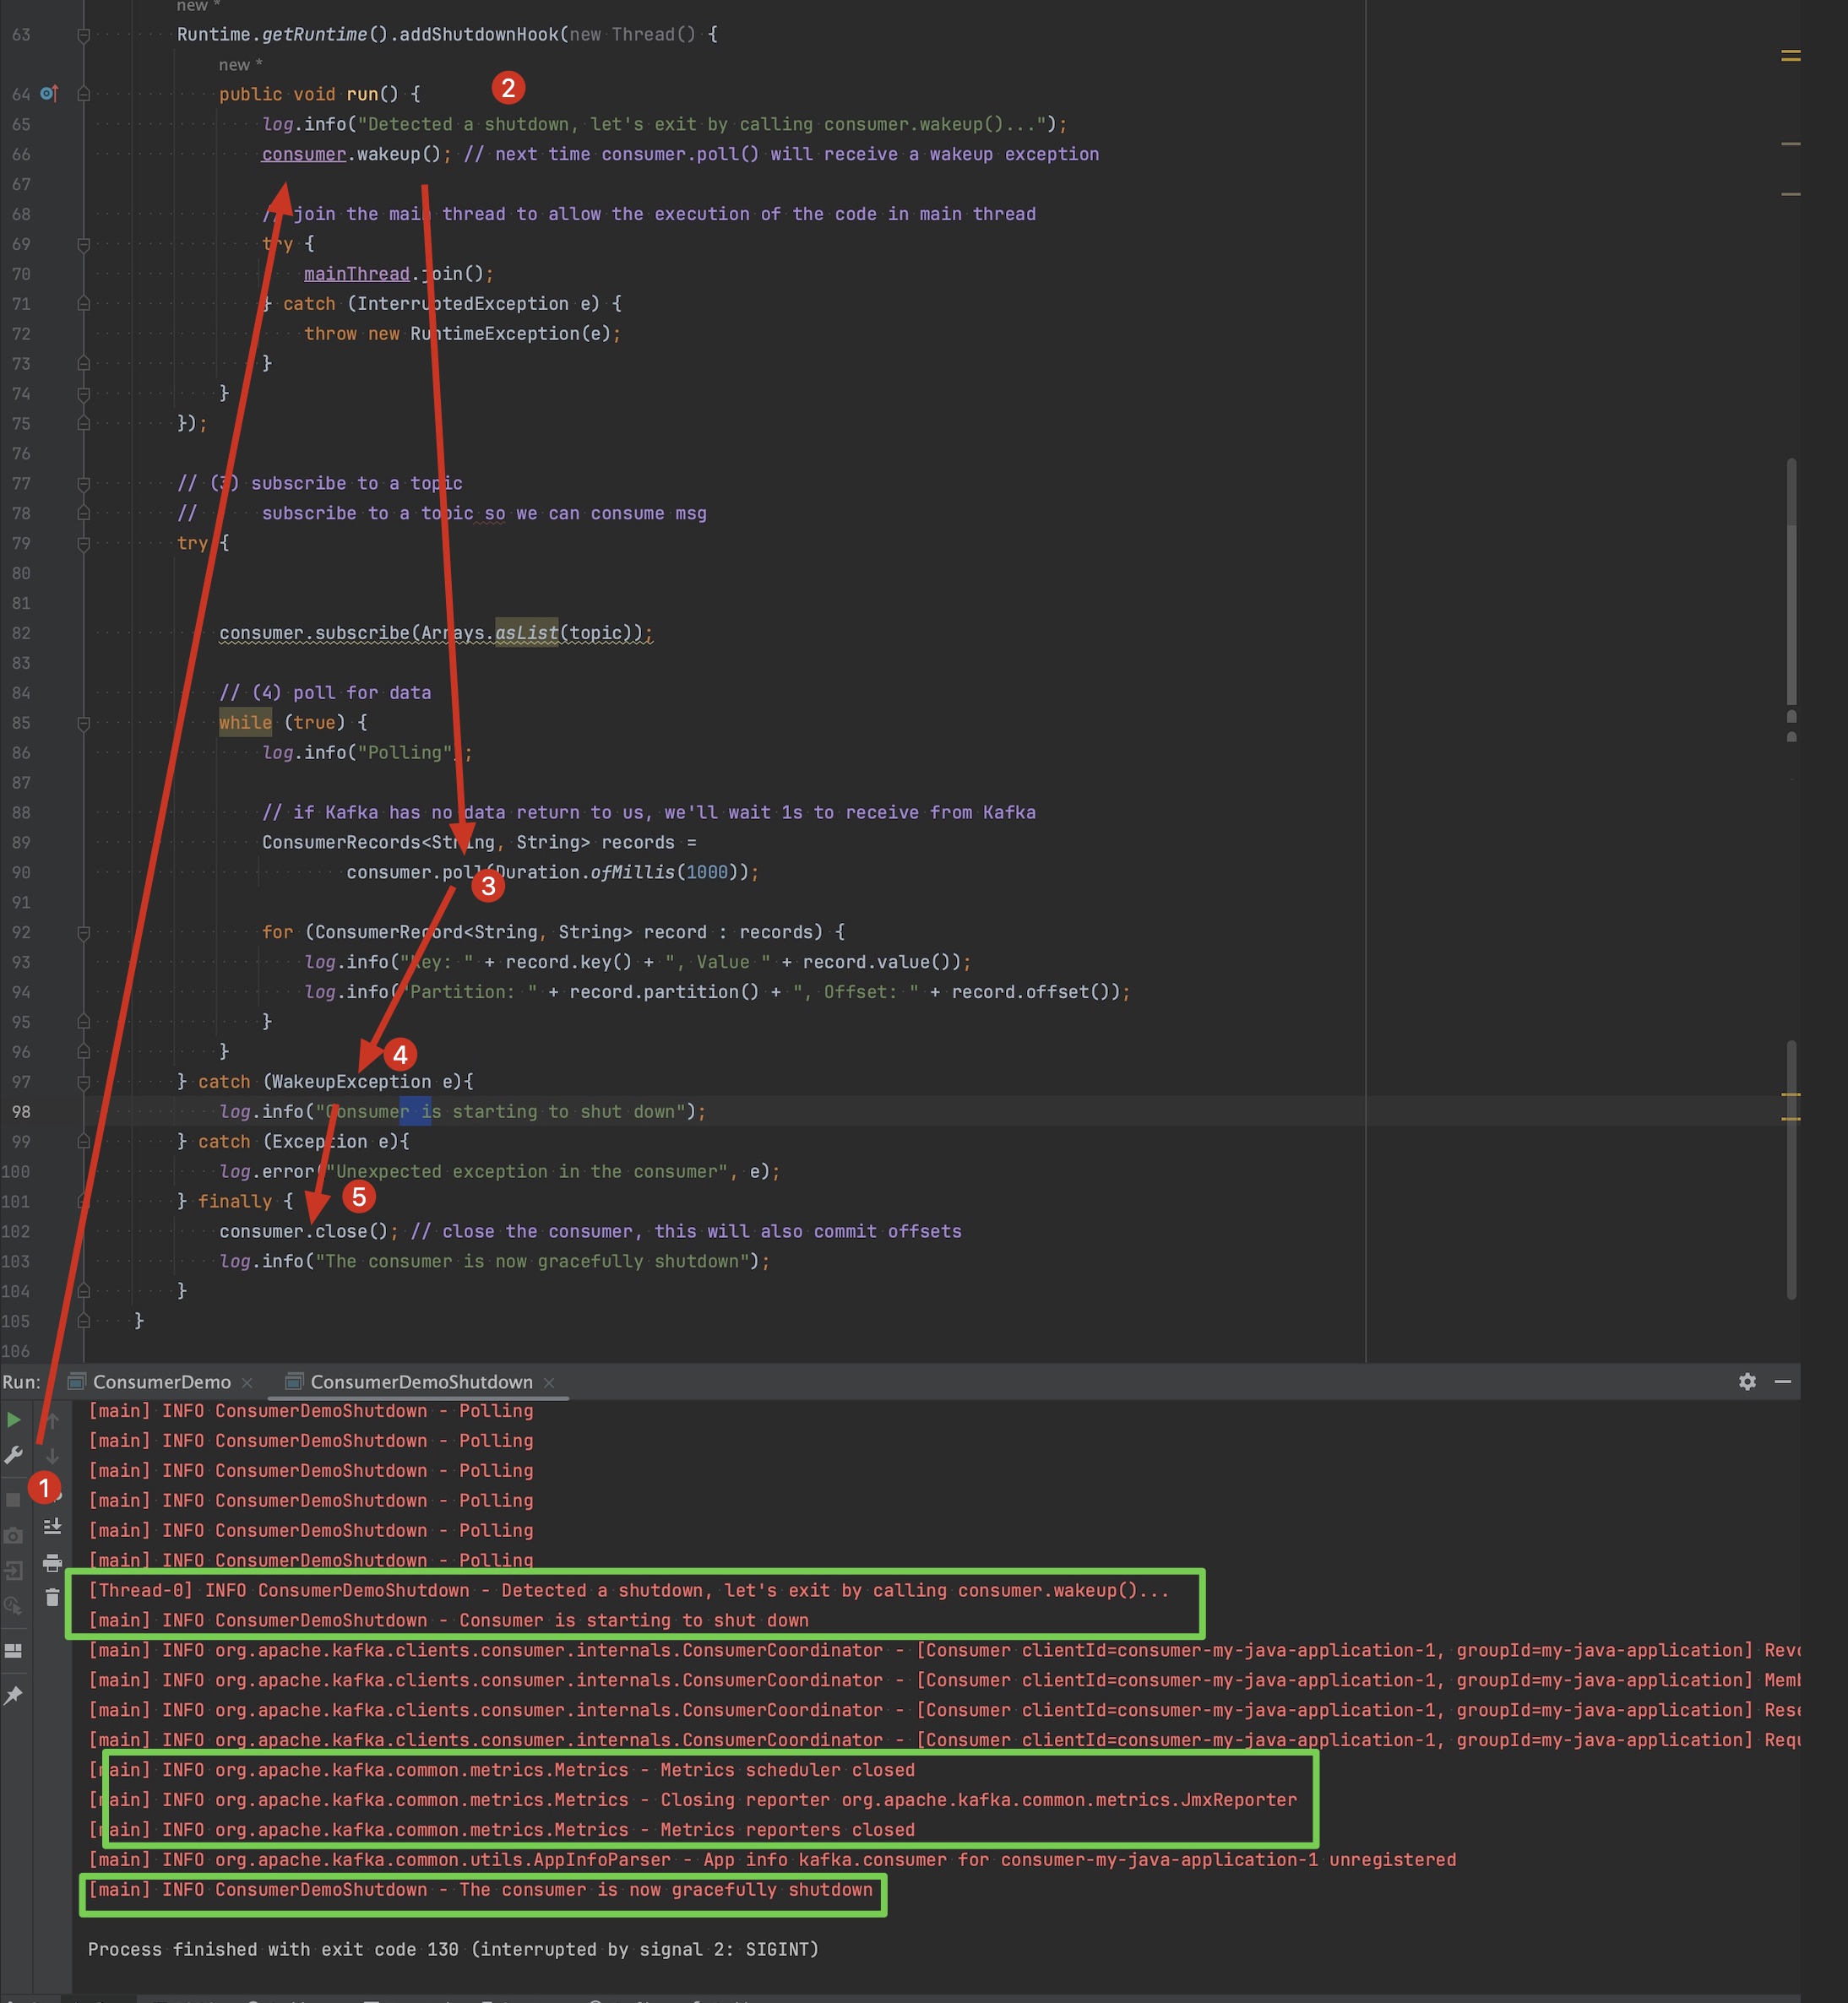 new *
63 Runtime.getRuntime().addShutdownHook(new Thread() {
new *
64 public void run() { 2
65 log.info("Detected a shutdown, let's exit by calling consumer.wakeup()...");
66 consumer.wakeup(); // next time consumer.poll() will receive a wakeup exception
67
68 // join the main thread to allow the execution of the code in main thread
69 try {
70 mainThread.join();
71 } catch (InterruptedException e) {
72 throw new RuntimeException(e);
73 }
74 }
75 });
76
77 // (3) subscribe to a topic
78 // subscribe to a topic so we can consume msg
79 try {
80
81
82 consumer.subscribe(Arrays.asList(topic));
83
84 // (4) poll for data
85 while (true) {
86 log.info("Polling");
87
88 // if Kafka has no data return to us, we'll wait 1s to receive from Kafka
89 ConsumerRecords<String, String> records =
90 consumer.poll(Duration.ofMillis(1000));
3
91
92 for (ConsumerRecord<String, String> record : records) {
93 log.info("Key: " + record.key() + ", Value " + record.value());
94 log.info("Partition: " + record.partition() + ", Offset: " + record.offset());
95 }
96 }
4
97 } catch (WakeupException e){
98 log.info("Consumer is starting to shut down");
99 } catch (Exception e){
100 log.error("Unexpected exception in the consumer", e);
101 } finally {
5
102 consumer.close(); // close the consumer, this will also commit offsets
103 log.info("The consumer is now gracefully shutdown");
104 }
105 }
106
Run: ConsumerDemo ConsumerDemoShutdown
[main] INFO ConsumerDemoShutdown - Polling
[main] INFO ConsumerDemoShutdown - Polling
[main] INFO ConsumerDemoShutdown - Polling
1
[main] INFO ConsumerDemoShutdown - Polling
[main] INFO ConsumerDemoShutdown - Polling
[main] INFO ConsumerDemoShutdown - Polling
[Thread-0] INFO ConsumerDemoShutdown - Detected a shutdown, let's exit by calling consumer.wakeup()...
[main] INFO ConsumerDemoShutdown - Consumer is starting to shut down
[main] INFO org.apache.kafka.clients.consumer.internals.ConsumerCoordinator - [Consumer clientId=consumer-my-java-application-1, groupId=my-java-application]
[main] INFO org.apache.kafka.clients.consumer.internals.ConsumerCoordinator - [Consumer clientId=consumer-my-java-application-1, groupId=my-java-application]
[main] INFO org.apache.kafka.clients.consumer.internals.ConsumerCoordinator - [Consumer clientId=consumer-my-java-application-1, groupId=my-java-application]
[main] INFO org.apache.kafka.clients.consumer.internals.ConsumerCoordinator - [Consumer clientId=consumer-my-java-application-1, groupId=my-java-application]
[main] INFO org.apache.kafka.common.metrics.Metrics - Metrics scheduler closed
[main] INFO org.apache.kafka.common.metrics.Metrics - Closing reporter org.apache.kafka.common.metrics.JmxReporter
[main] INFO org.apache.kafka.common.metrics.Metrics - Metrics reporters closed
[main] INFO org.apache.kafka.common.utils.AppInfoParser - App info kafka.consumer for consumer-my-java-application-1 unregistered
[main] INFO ConsumerDemoShutdown - The consumer is now gracefully shutdown
Process finished with exit code 130 (interrupted by signal 2: SIGINT)